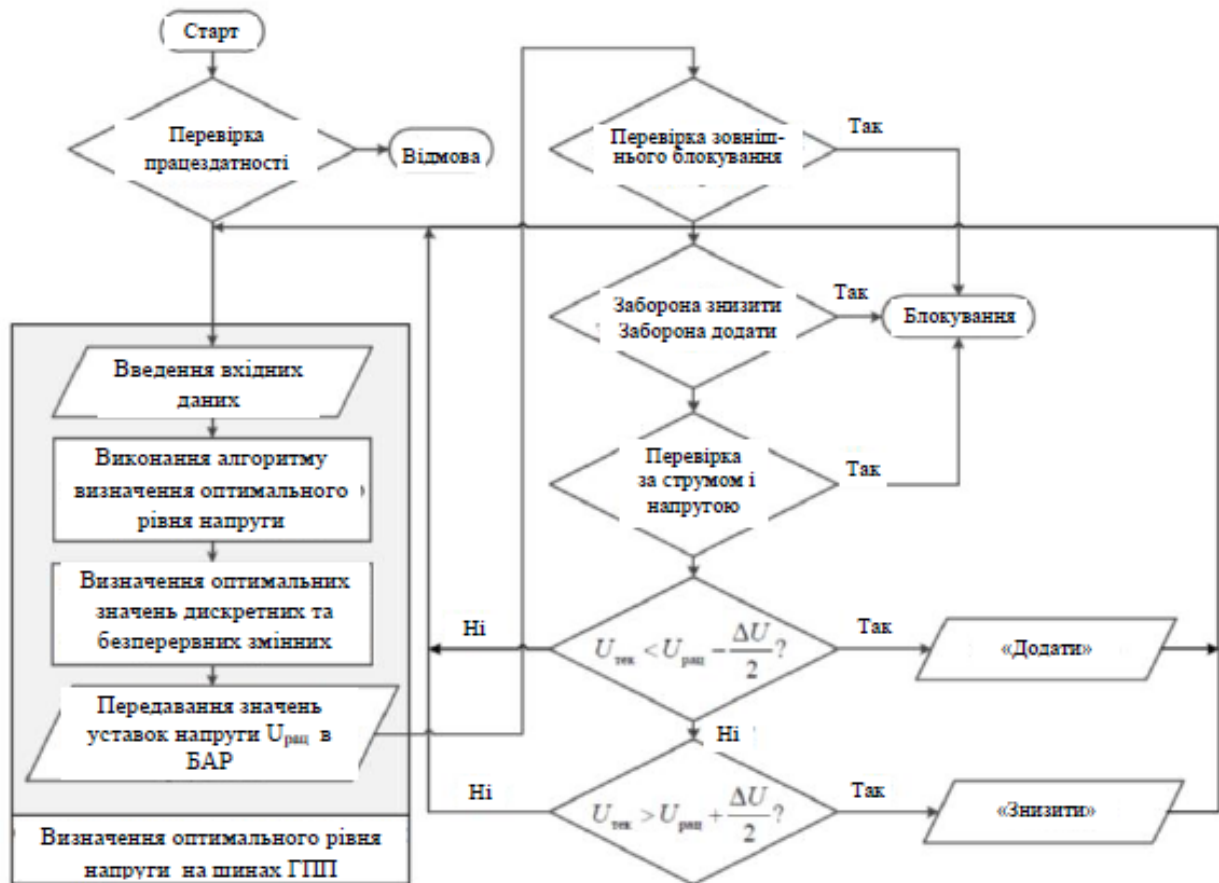 Старт
Перевірка
працездатності
Відмова
Введення вхідних
даних
Виконання алгоритму
визначення оптимального
рівня напруги
Визначення оптимальних
значень дискретних та
безперервних змінних
Передавання значень
уставок напруги Uрац в
БАР
Визначення оптимального рівня
напруги на шинах ГПП
Перевірка зовніш-
нього блокування
Так
Заборона знизити
Заборона додати
Так
Блокування
Перевірка
за струмом і
напругою
Так
Ні
Uтек < Uрац − ΔU/2?
Так
«Додати»
Ні
Ні
Uтек > Uрац + ΔU/2?
Так
«Знизити»